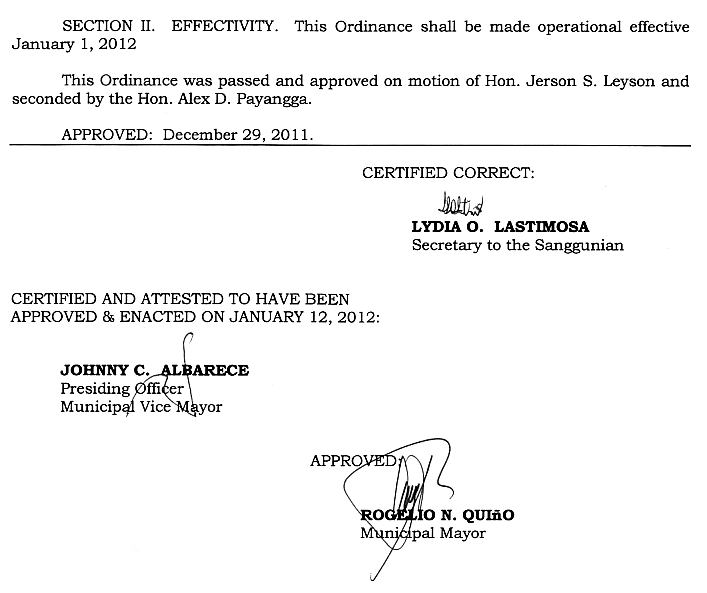 SECTION II. EFFECTIVITY. This Ordinance shall be made operational effective
January 1, 2012
This Ordinance was passed and approved on motion of Hon. Jerson S. Leyson and
seconded by the Hon. Alex D. Payangga.
APPROVED: December 29, 2011.
CERTIFIED CORRECT:
LYDIA O. LASTIMOSA
Secretary to the Sanggunian
CERTIFIED AND ATTESTED TO HAVE BEEN
APPROVED & ENACTED ON JANUARY 12, 2012:
JOHNNY C. ALBARECE
Presiding Officer
Municipal Vice Mayor
APPROVED:
ROGELIO N. QUIñO
Municipal Mayor